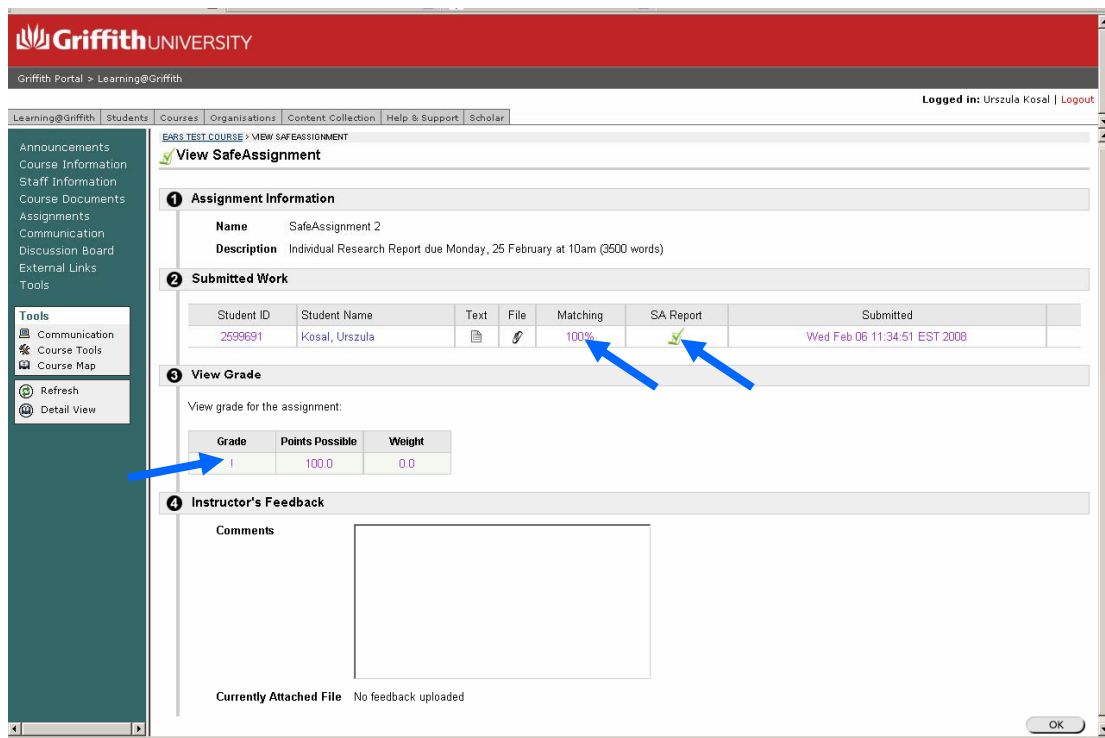 Griffith UNIVERSITY
Griffith Portal > Learning@Griffith
Logged in: Urszula Kosal | Logout
Learning@Griffith Students Courses Organisations Content Collection Help & Support Scholar
EARS TEST COURSE > VIEW SAFEASSIGNMENT
View SafeAssignment
Announcements
Course Information
Staff Information
Course Documents
Assignments
Communication
Discussion Board
External Links
Tools
Tools
Communication
Course Tools
Course Map
Refresh
Detail View
1 Assignment Information
Name SafeAssignment 2
Description Individual Research Report due Monday, 25 February at 10am (3500 words)
2 Submitted Work
Student ID Student Name Text File Matching SA Report Submitted
2599691 Kosal, Urszula 100% Wed Feb 06 11:34:51 EST 2008
3 View Grade
View grade for the assignment:
Grade Points Possible Weight
! 100.0 0.0
4 Instructor's Feedback
Comments
Currently Attached File No feedback uploaded
OK